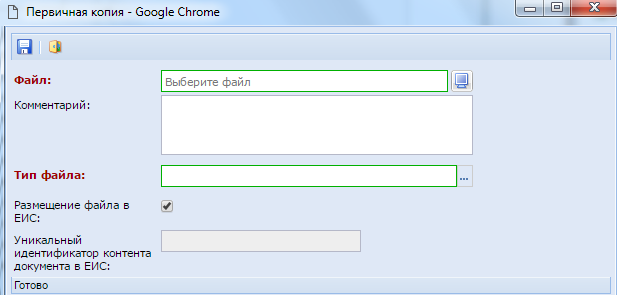 Первичная копия - Google Chrome
Файл:
Выберите файл
Комментарий:
Тип файла:
...
Размещение файла в
ЕИС:
Уникальный
идентификатор контента
документа в ЕИС:
Готово